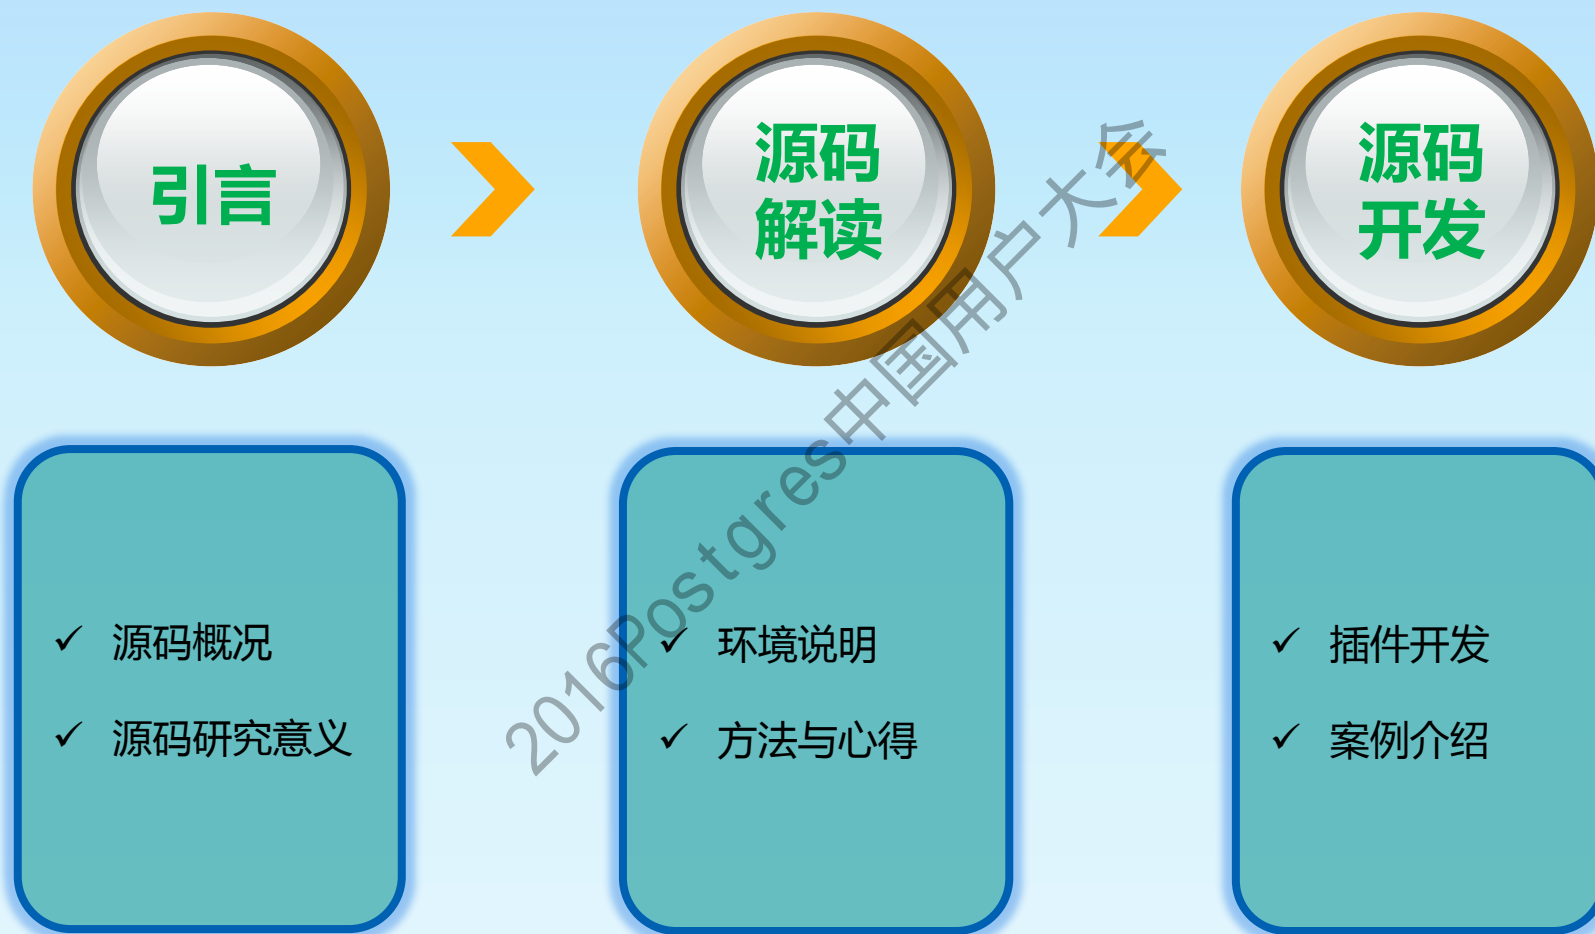 引言
源码
解读
源码
开发
源码概况
源码研究意义
环境说明
方法与心得
插件开发
案例介绍
2016Postgres中国用户大会